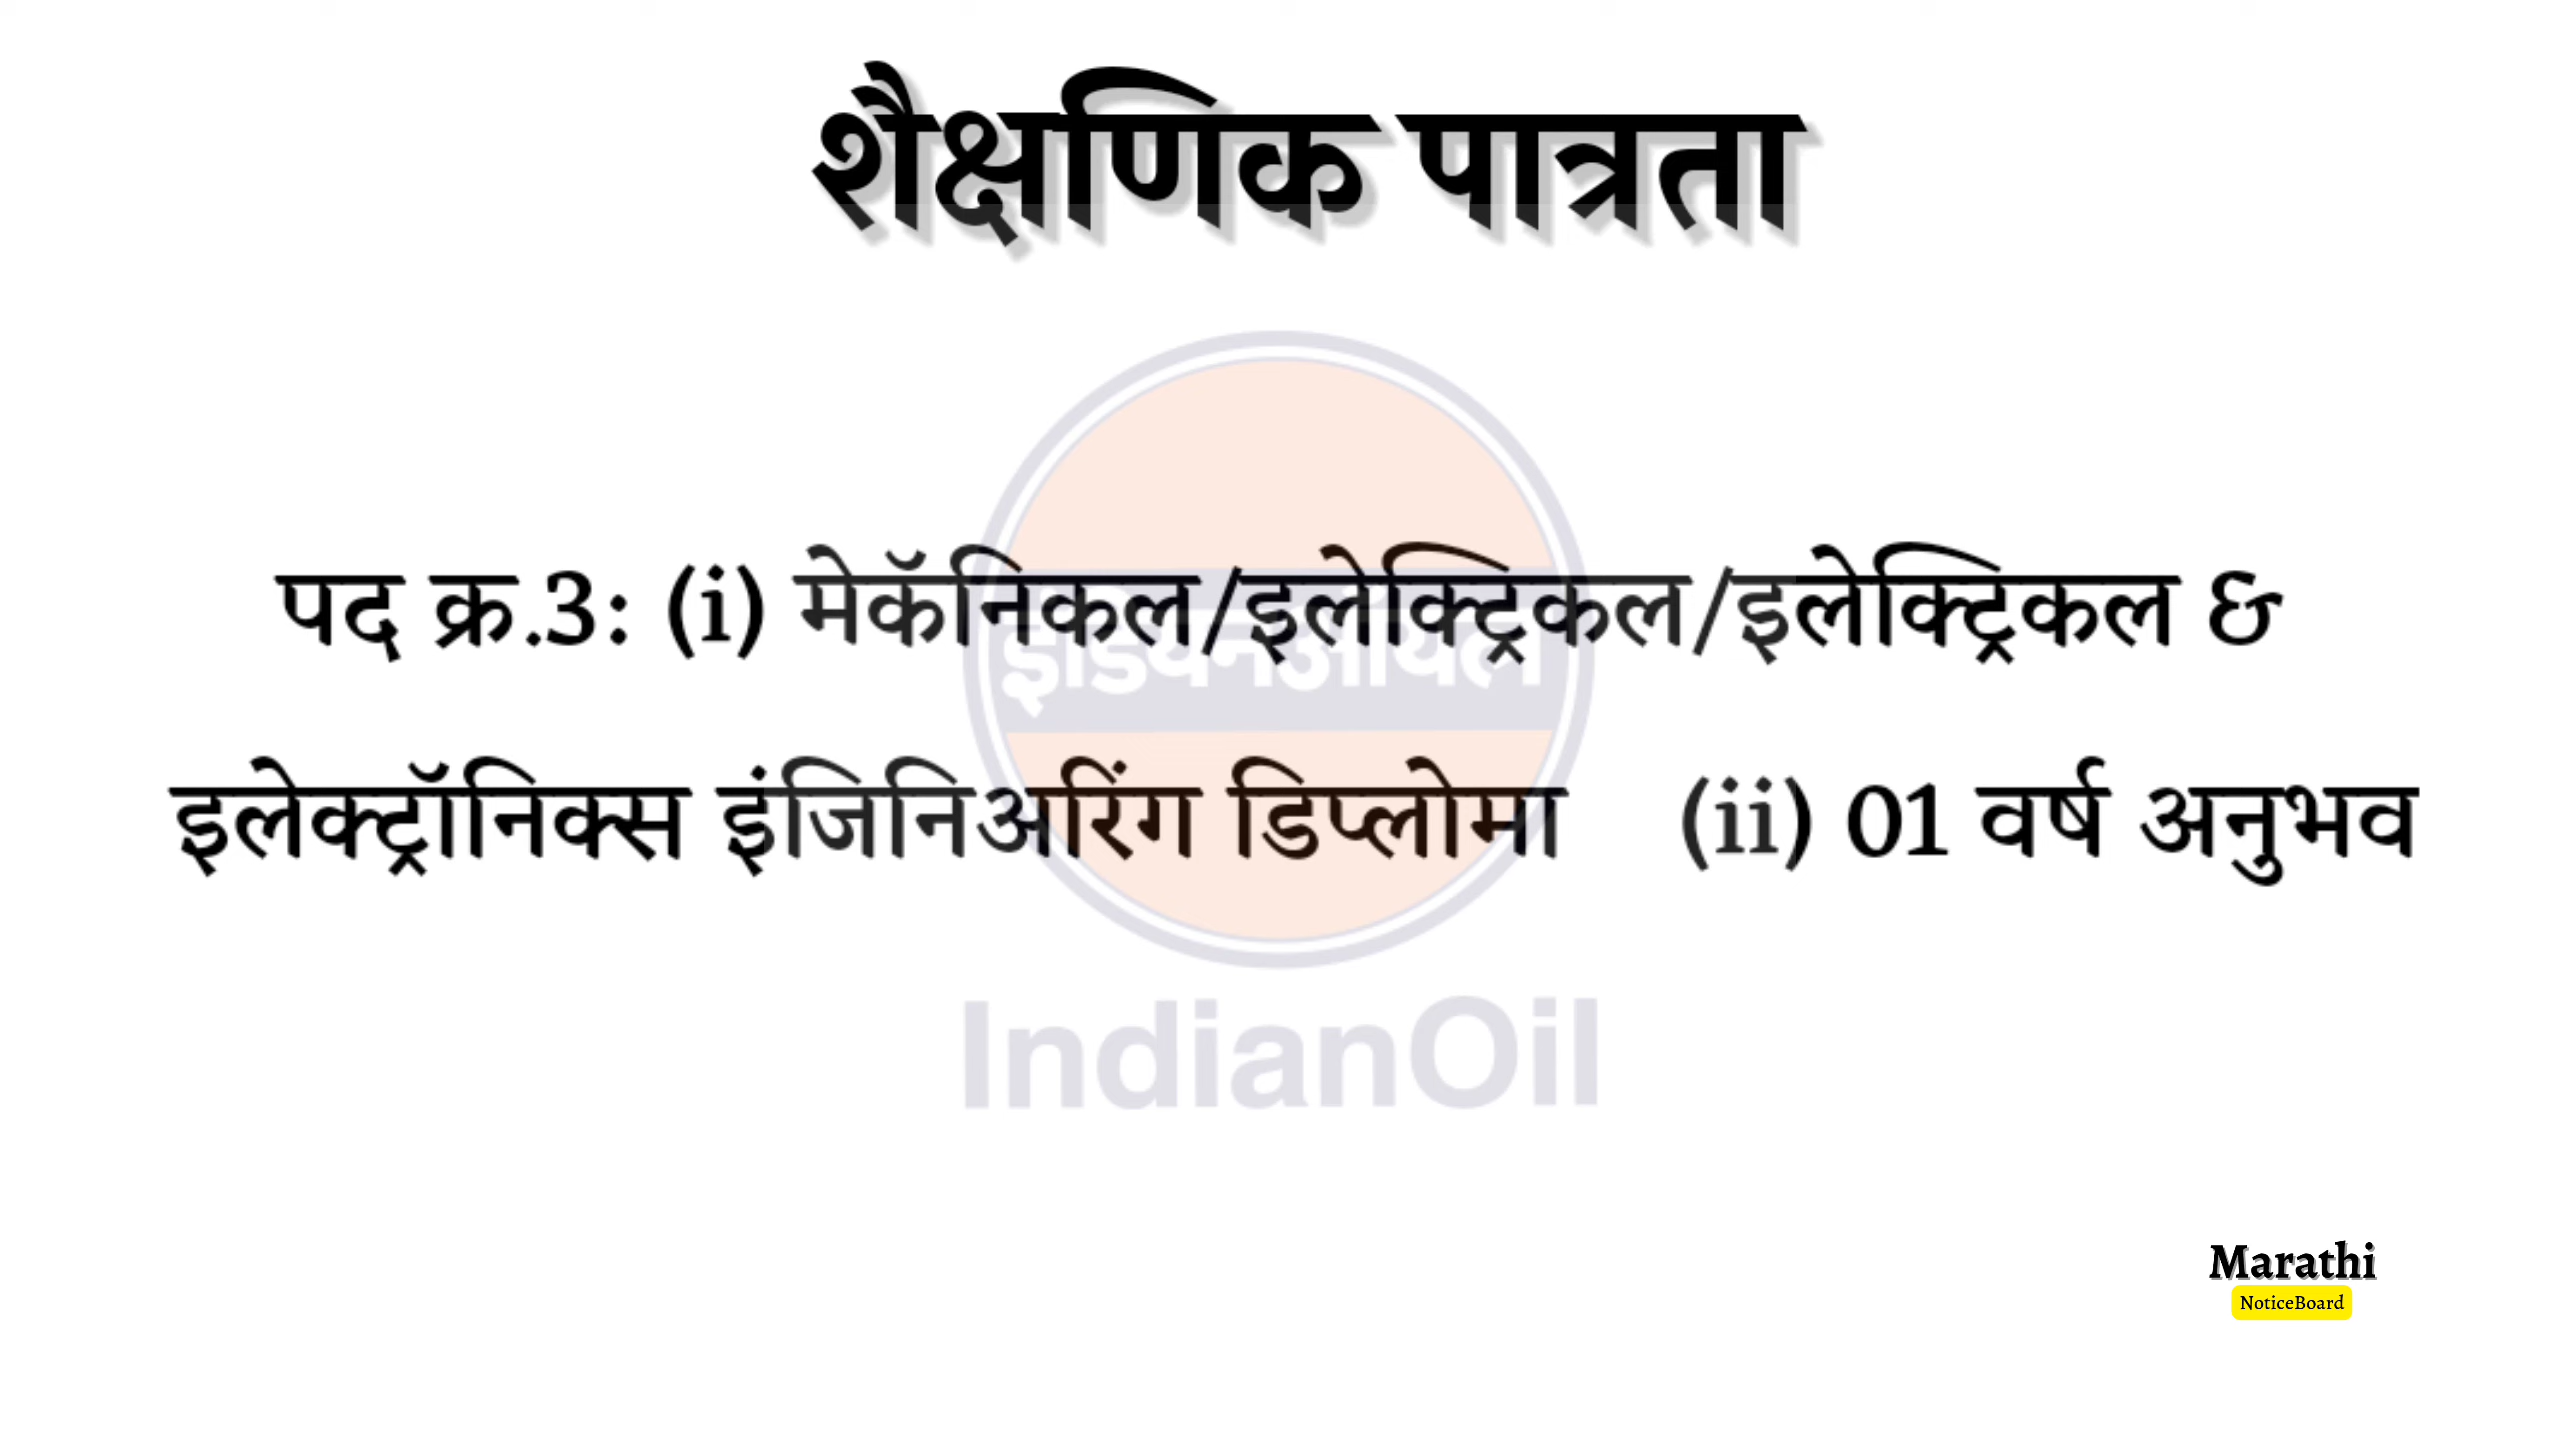 शैक्षणिक पात्रता
पद क्र.3: (i) मेकॅनिकल/इलेक्ट्रिकल/इलेक्ट्रिकल &
इंडियनऑयल
इलेक्ट्रॉनिक्स इंजिनिअरिंग डिप्लोमा (ii) 01 वर्ष अनुभव
IndianOil
Marathi
NoticeBoard